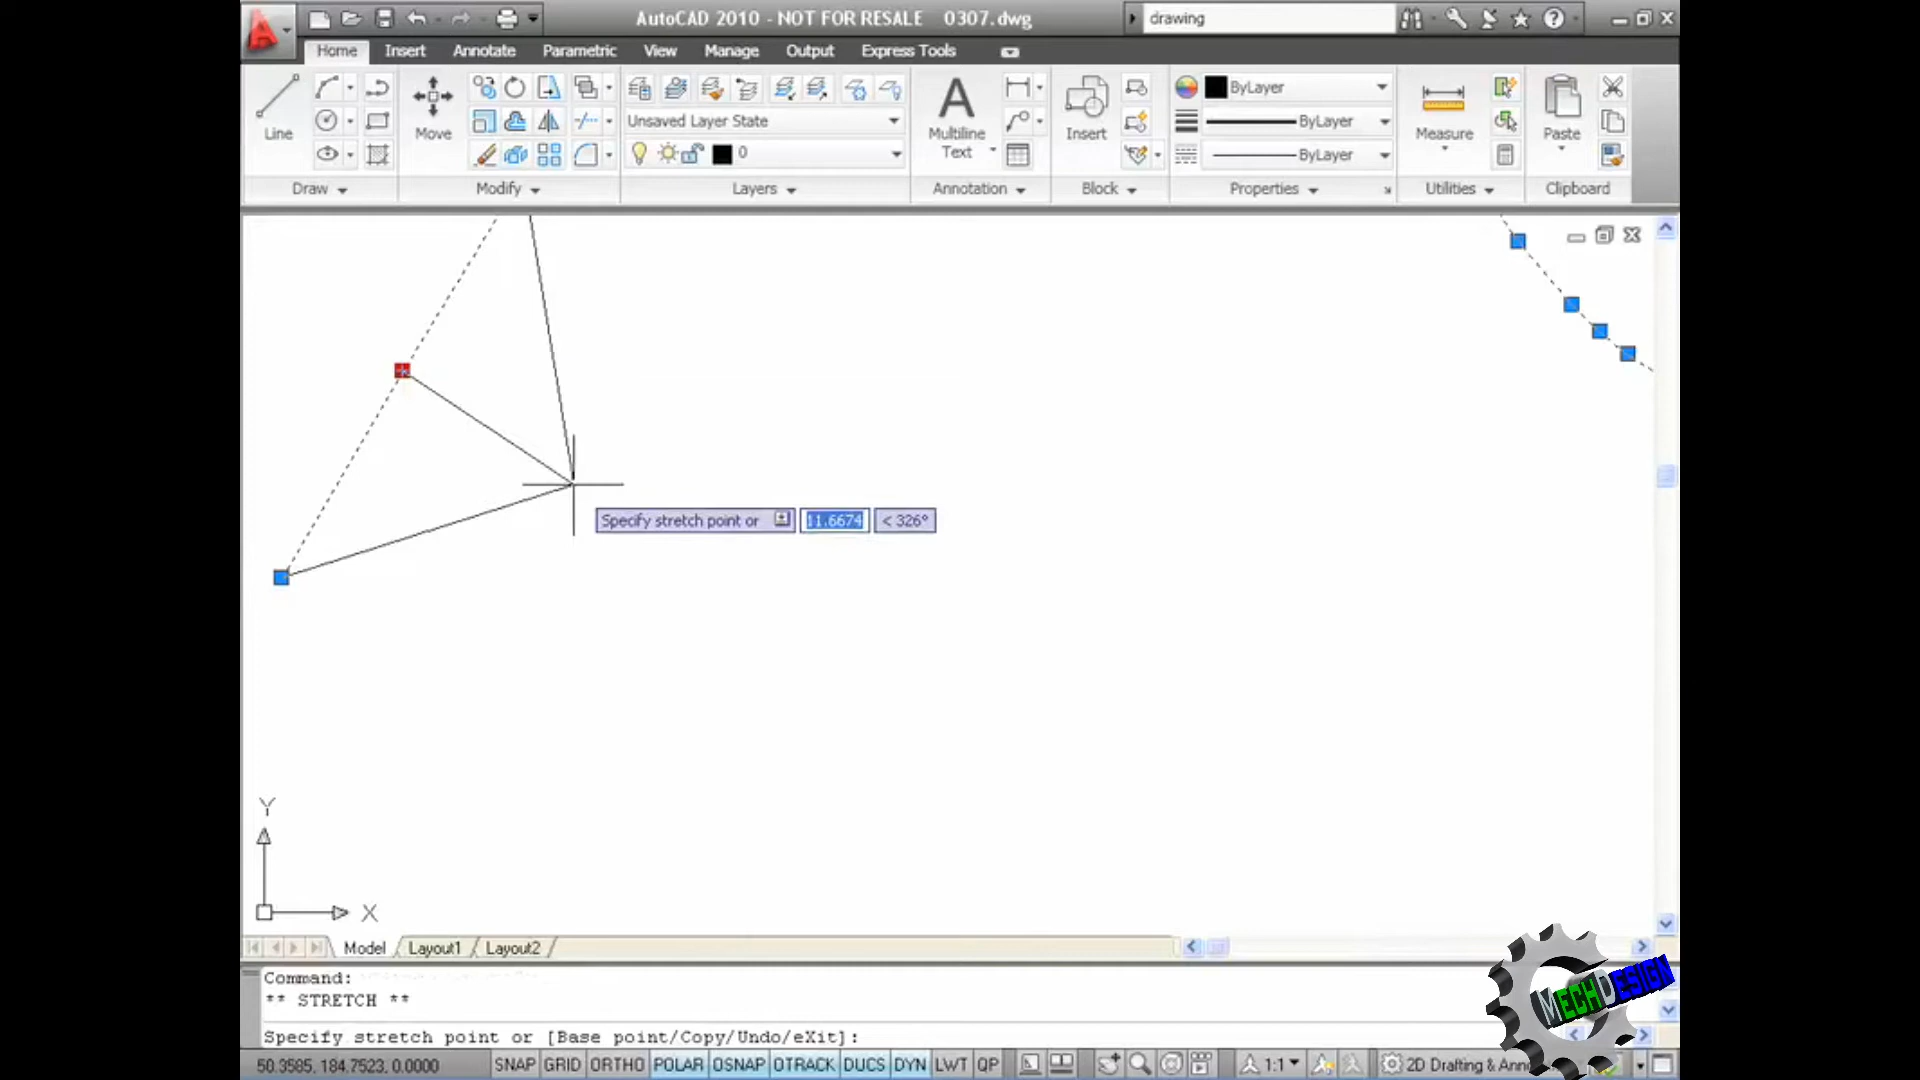 AutoCAD 2010 - NOT FOR RESALE 0307.dwg
drawing
Home Insert Annotate Parametric View Manage Output Express Tools
Line
Move
Unsaved Layer State
0
Multiline
Text
Insert
ByLayer
ByLayer
ByLayer
Measure
Paste
Draw Modify Layers Annotation Block Properties Utilities Clipboard
Specify stretch point or 11.6674 < 326°
Y
X
Model Layout1 Layout2
Command:
** STRETCH **
Specify stretch point or [Base point/Copy/Undo/eXit]:
50.3585, 184.7523, 0.0000 SNAP GRID ORTHO POLAR OSNAP OTRACK DUCS DYN LWT QP 1:1 2D Drafting & Ann
MECHDESIGN